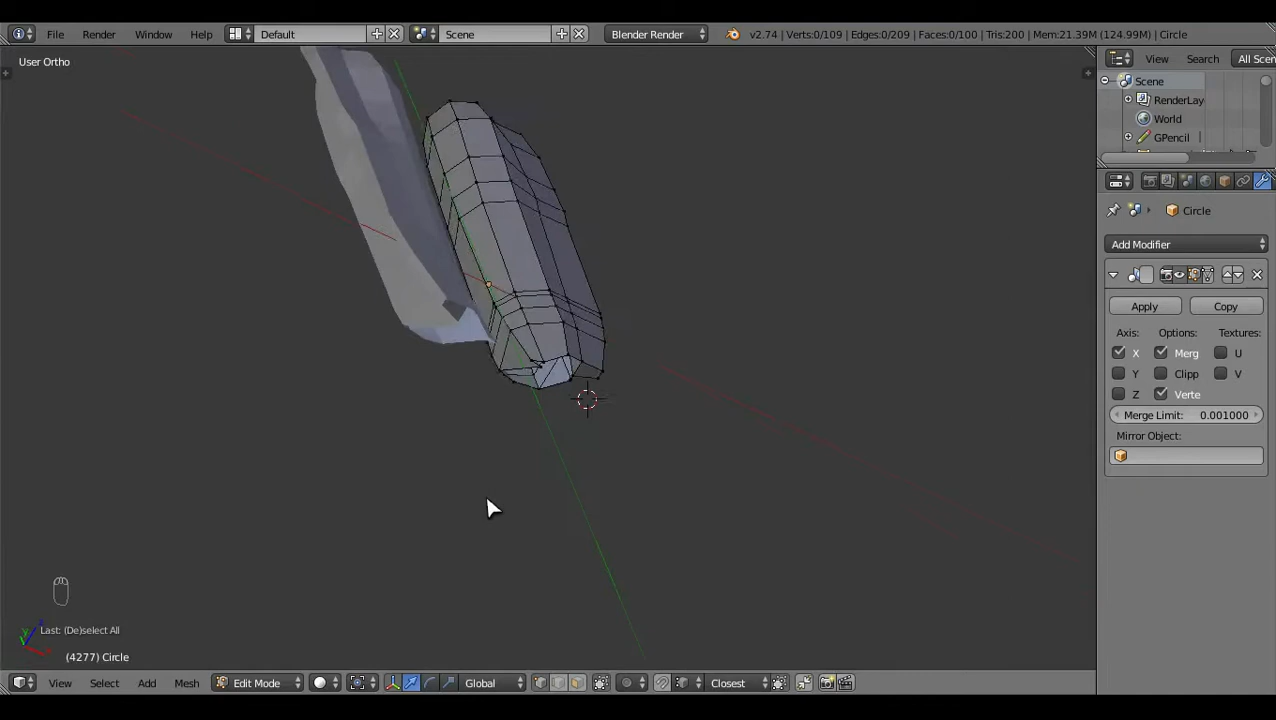 File Render Window Help Default Scene Blender Render v2.74 | Verts:0/109 | Edges:0/209 | Faces:0/100 | Tris:200 | Mem:21.39M (124.99M) | Circle
User Ortho
View Search All Scen
Scene
RenderLay
World
GPencil
Circle
Add Modifier
Apply Copy
Axis: Options: Textures:
X Merg U
Y Clipp V
Z Verte
Merge Limit: 0.001000
Mirror Object:
Last: (De)select All
(4277) Circle
View Select Add Mesh Edit Mode Global Closest